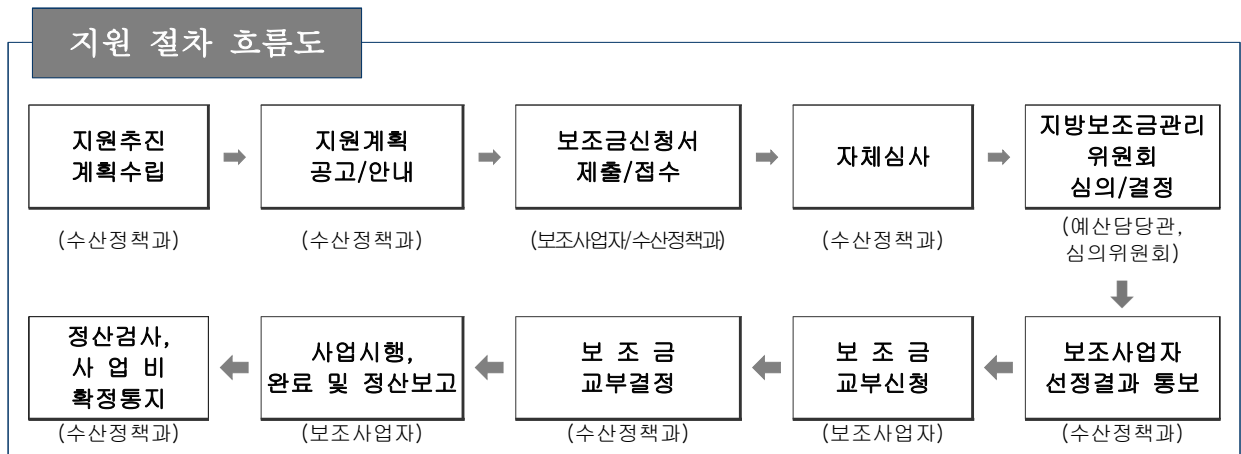 지원 절차 흐름도
지원추진
계획수립
(수산정책과)
지원계획
공고/안내
(수산정책과)
보조금신청서
제출/접수
(보조사업자/수산정책과)
자체심사
(수산정책과)
지방보조금관리
위원회
심의/결정
(예산담당관,
심의위원회)
보조사업자
선정결과 통보
(수산정책과)
보 조 금
교부신청
(보조사업자)
보 조 금
교부결정
(수산정책과)
사업시행,
완료 및 정산보고
(보조사업자)
정산검사,
사 업 비
확정통지
(수산정책과)